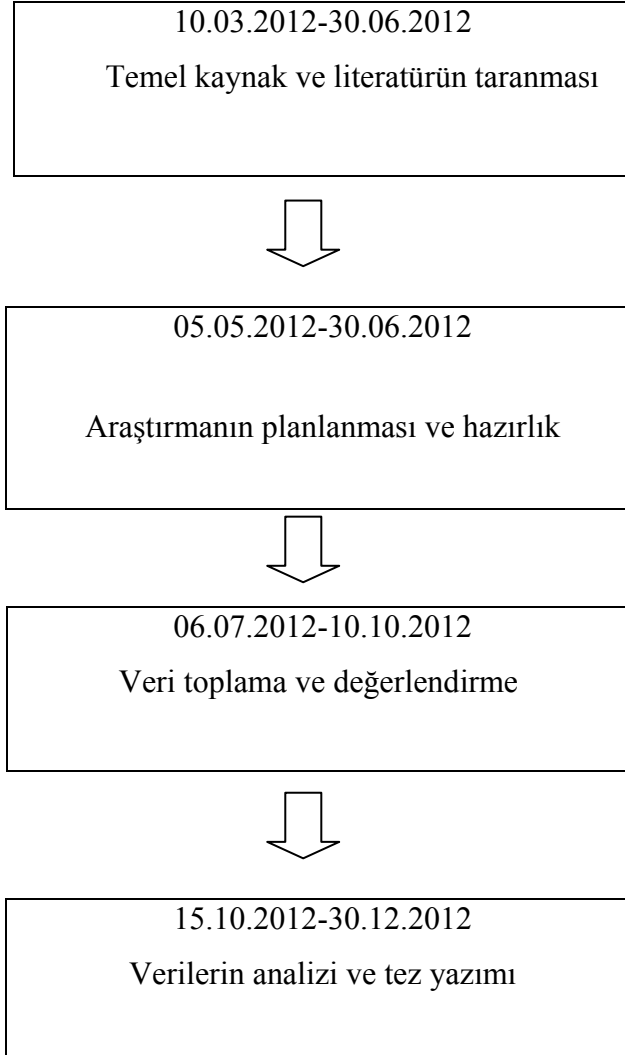 10.03.2012-30.06.2012
Temel kaynak ve literatürün taranması
05.05.2012-30.06.2012
Araştırmanın planlanması ve hazırlık
06.07.2012-10.10.2012
Veri toplama ve değerlendirme
15.10.2012-30.12.2012
Verilerin analizi ve tez yazımı